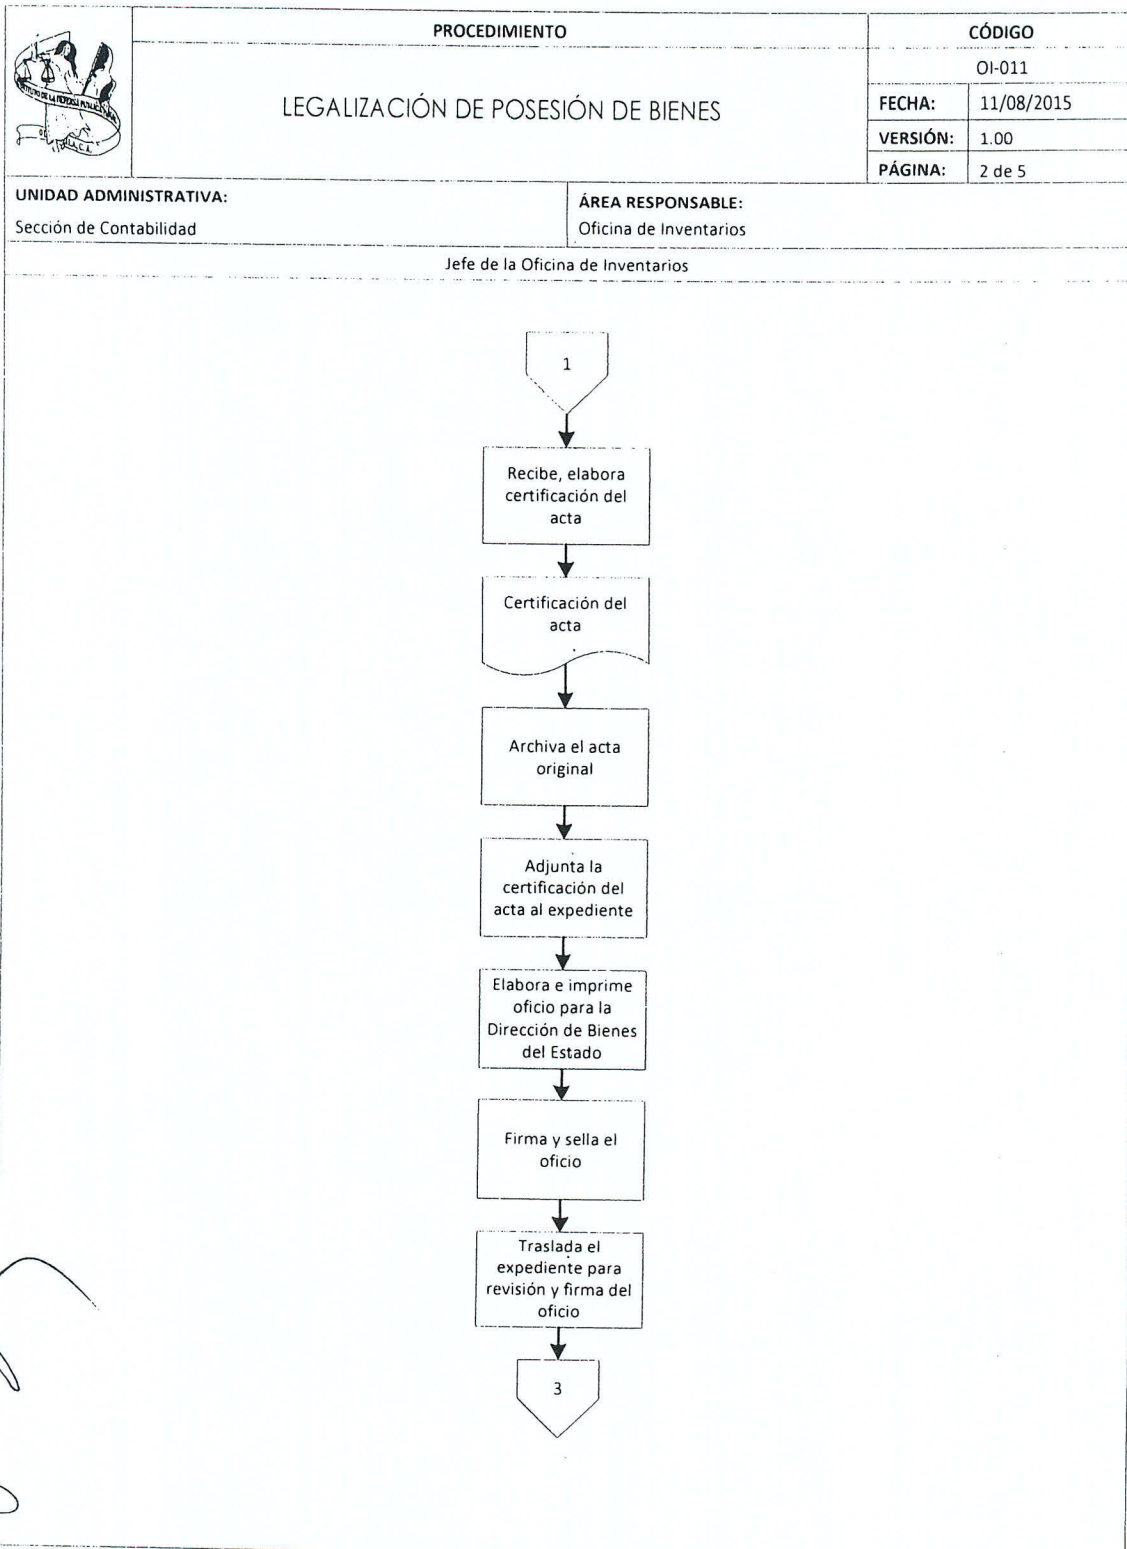 PROCEDIMIENTO
CÓDIGO
LEGALIZACIÓN DE POSESIÓN DE BIENES
OI-011
FECHA: 11/08/2015
VERSIÓN: 1.00
PÁGINA: 2 de 5
UNIDAD ADMINISTRATIVA:
Sección de Contabilidad
ÁREA RESPONSABLE:
Oficina de Inventarios
Jefe de la Oficina de Inventarios
1
Recibe, elabora
certificación del
acta
Certificación del
acta
Archiva el acta
original
Adjunta la
certificación del
acta al expediente
Elabora e imprime
oficio para la
Dirección de Bienes
del Estado
Firma y sella el
oficio
Traslada el
expediente para
revisión y firma del
oficio
3